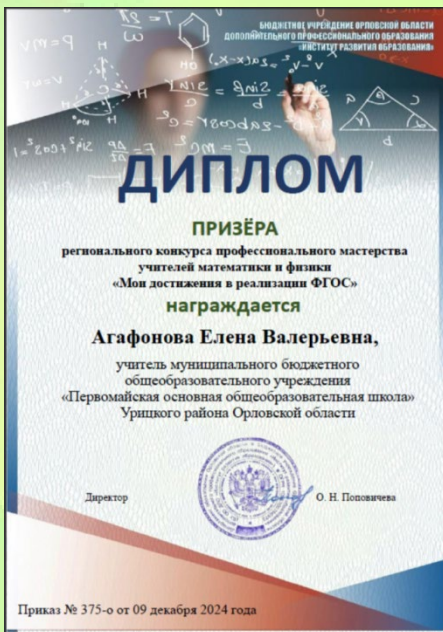 БЮДЖЕТНОЕ УЧРЕЖДЕНИЕ ОРЛОВСКОЙ ОБЛАСТИ
ДОПОЛНИТЕЛЬНОГО ПРОФЕССИОНАЛЬНОГО ОБРАЗОВАНИЯ
«ИНСТИТУТ РАЗВИТИЯ ОБРАЗОВАНИЯ»
ДИПЛОМ
ПРИЗЁРА
регионального конкурса профессионального мастерства
учителей математики и физики
«Мои достижения в реализации ФГОС»
награждается
Агафонова Елена Валерьевна,
учитель муниципального бюджетного
общеобразовательного учреждения
«Первомайская основная общеобразовательная школа»
Урицкого района Орловской области
Директор О. Н. Поповичева
Приказ № 375-о от 09 декабря 2024 года